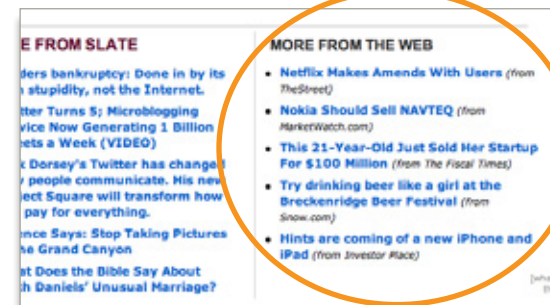 E FROM SLATE
ders bankruptcy: Done in by its
stupidity, not the Internet.
tter Turns 5; Microblogging
vice Now Generating 1 Billion
ets a Week (VIDEO)
k Dorsey's Twitter has changed
people communicate. His new
ect Square will transform how
pay for everything.
ence Says: Stop Taking Pictures
he Grand Canyon
at Does the Bible Say About
h Daniels' Unusual Marriage?
MORE FROM THE WEB
• Netflix Makes Amends With Users (from
TheStreet)
• Nokia Should Sell NAVTEQ (from
MarketWatch.com)
• This 21-Year-Old Just Sold Her Startup
For $100 Million (from The Fiscal Times)
• Try drinking beer like a girl at the
Breckenridge Beer Festival (from
Snow.com)
• Hints are coming of a new iPhone and
iPad (from Investor Place)